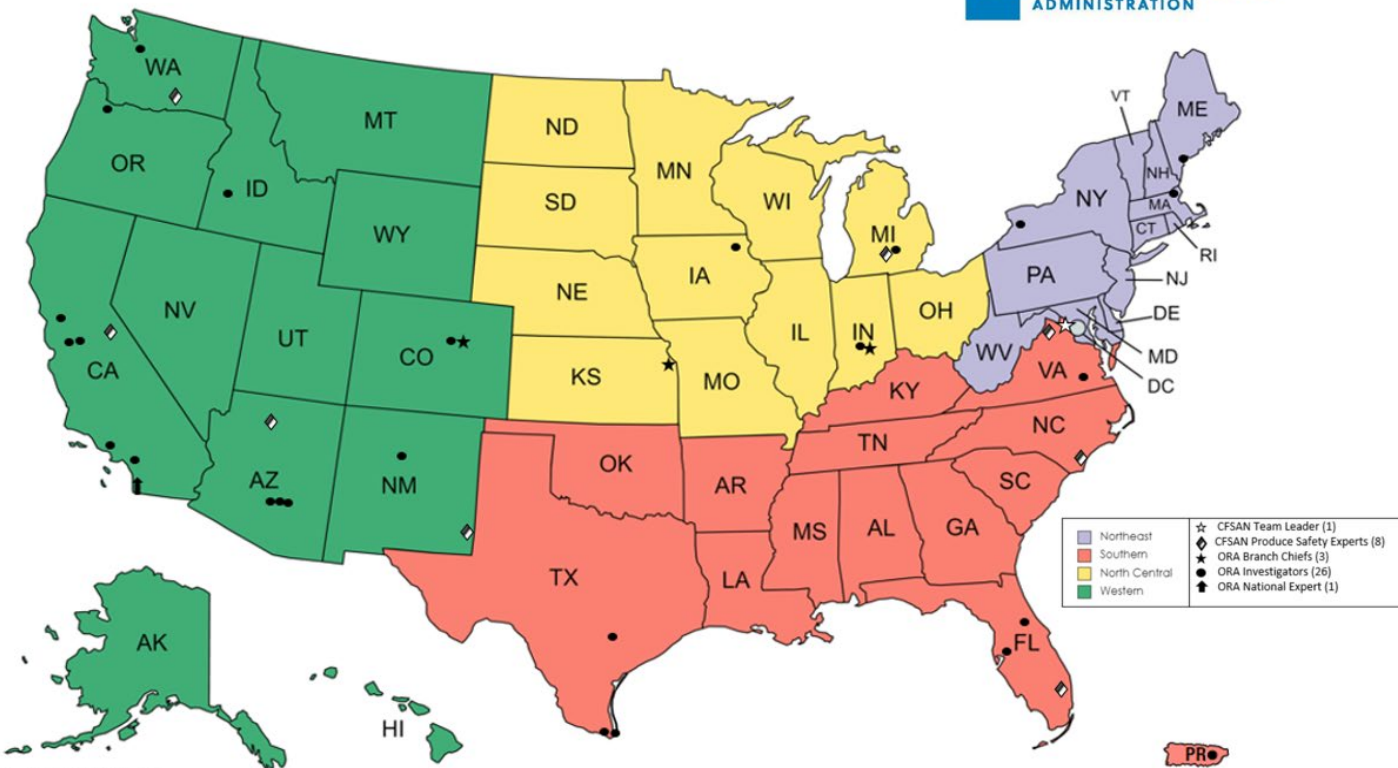 ADMINISTRATION
WA
MT
ND
MN
VT
ME
OR
ID
SD
WI
NH
NY
MA
WY
MI
CT
RI
IA
PA
NJ
NE
NV
OH
UT
IL
IN
DE
CO
WV
MD
CA
KS
MO
VA
DC
KY
NC
TN
OK
AZ
NM
AR
SC
MS
AL
GA
TX
LA
Northeast
Southern
North Central
Western
CFSAN Team Leader (1)
CFSAN Produce Safety Experts (8)
ORA Branch Chiefs (3)
ORA Investigators (26)
ORA National Expert (1)
AK
FL
HI
PR